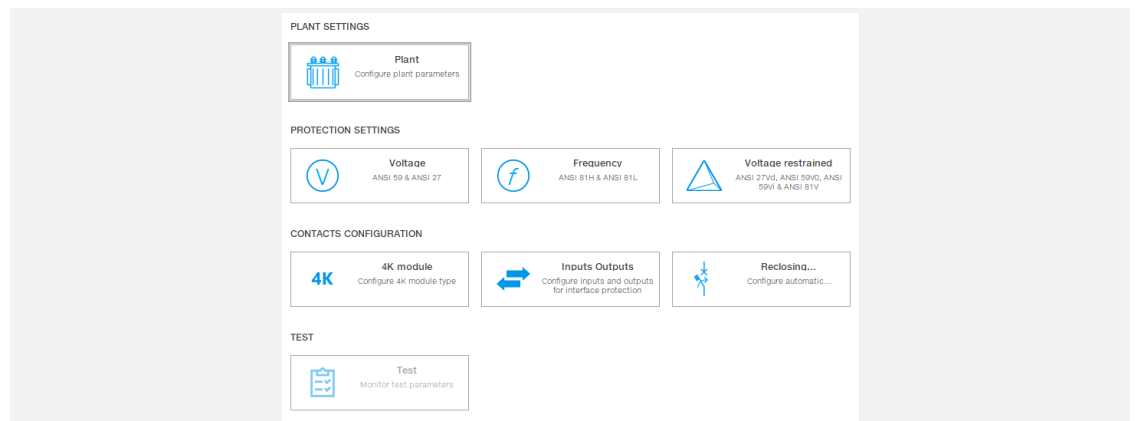 PLANT SETTINGS
Plant
Configure plant parameters
PROTECTION SETTINGS
V
Voltage
ANSI 59 & ANSI 27
f
Frequency
ANSI 81H & ANSI 81L
Voltage restrained
ANSI 27Vd, ANSI 59V0, ANSI
59Vi & ANSI 81V
CONTACTS CONFIGURATION
4K
4K module
Configure 4K module type
Inputs Outputs
Configure inputs and outputs
for interface protection
Reclosing...
Configure automatic...
TEST
Test
Monitor test parameters